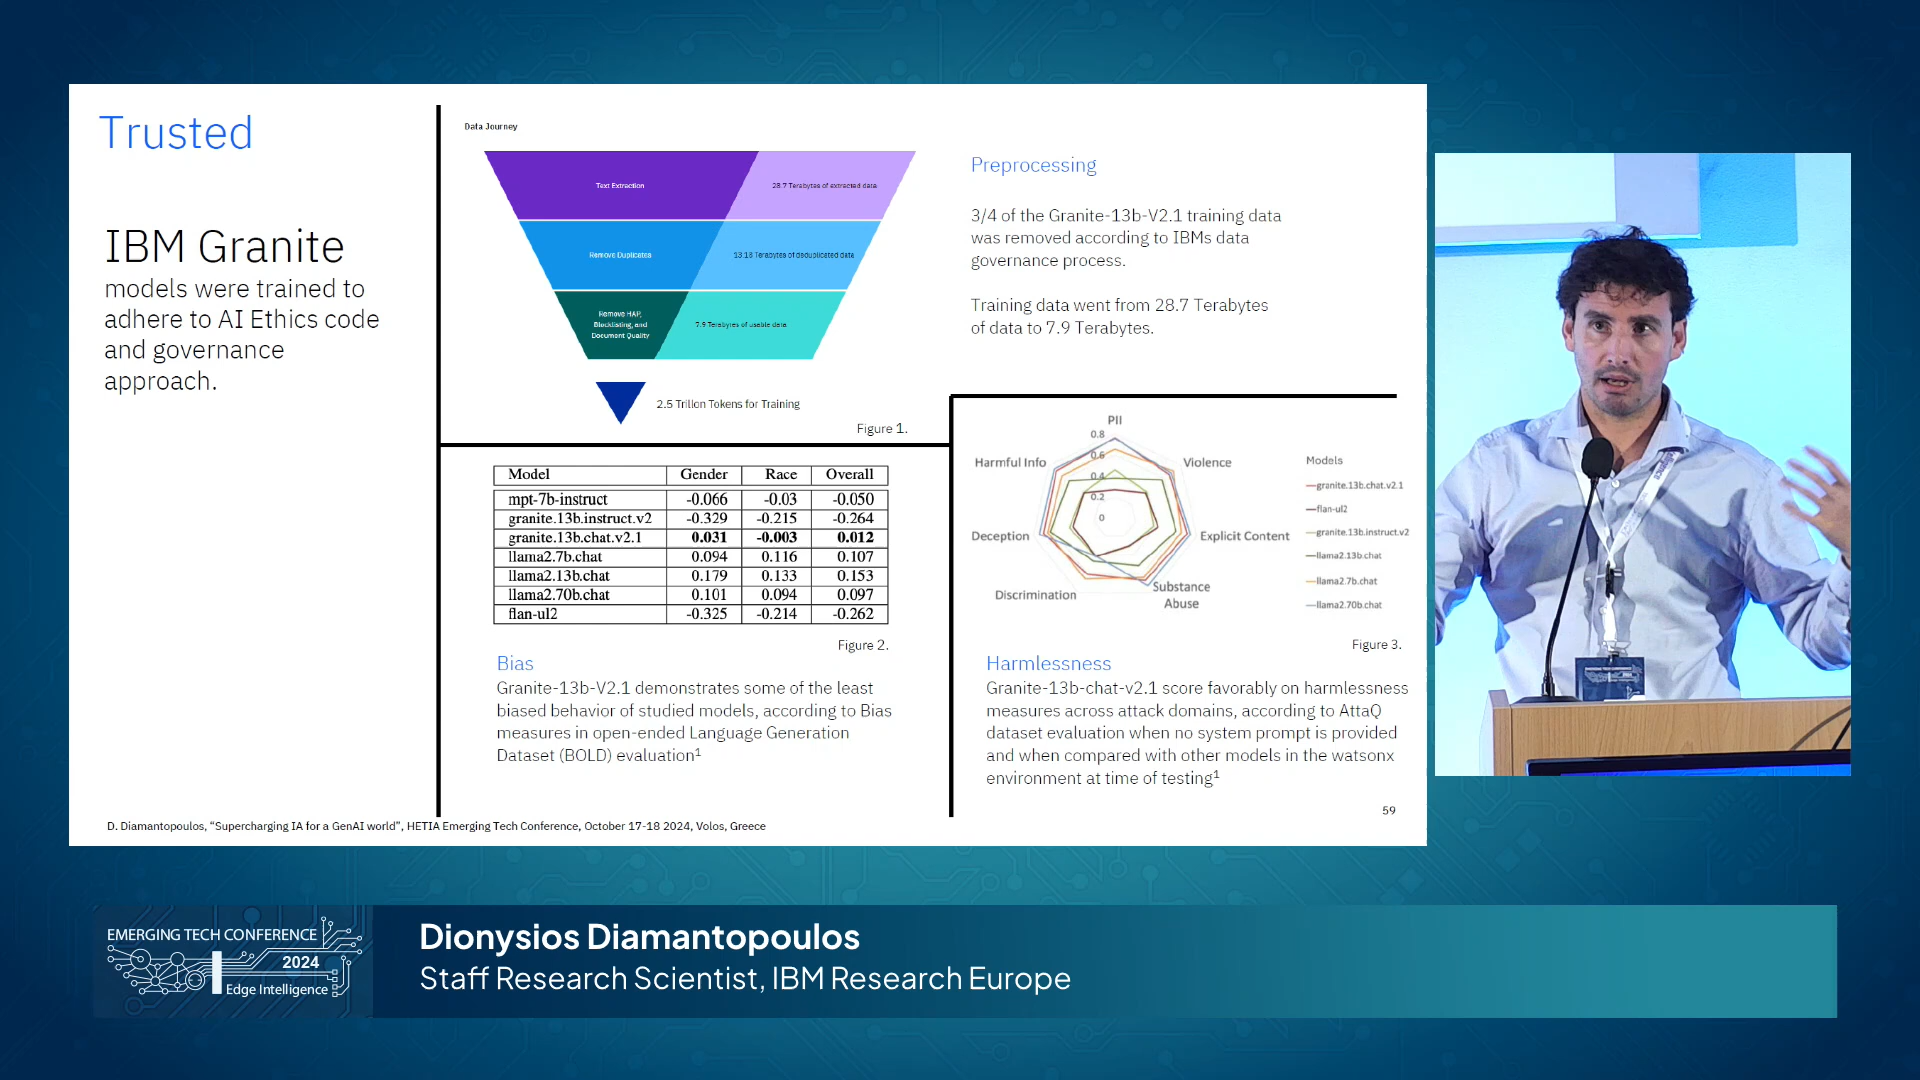 Trusted
IBM Granite
models were trained to
adhere to AI Ethics code
and governance
approach.
Data Journey
Text Extraction
28.7 Terabytes of extracted data
Remove Duplicates
13.18 Terabytes of deduplicated data
Remove HAP,
Blocklisting, and
Document Quality
7.9 Terabytes of usable data
2.5 Trillion Tokens for Training
Figure 1.
Preprocessing
3/4 of the Granite-13b-V2.1 training data
was removed according to IBMs data
governance process.
Training data went from 28.7 Terabytes
of data to 7.9 Terabytes.
Model Gender Race Overall
mpt-7b-instruct -0.066 -0.03 -0.050
granite.13b.instruct.v2 -0.329 -0.215 -0.264
granite.13b.chat.v2.1 0.031 -0.003 0.012
llama2.7b.chat 0.094 0.116 0.107
llama2.13b.chat 0.179 0.133 0.153
llama2.70b.chat 0.101 0.094 0.097
flan-ul2 -0.325 -0.214 -0.262
Figure 2.
Bias
Granite-13b-V2.1 demonstrates some of the least
biased behavior of studied models, according to Bias
measures in open-ended Language Generation
Dataset (BOLD) evaluation¹
PII
0.8
0.6
0.4
0.2
0
Harmful Info
Violence
Deception
Explicit Content
Discrimination
Substance
Abuse
Models
granite.13b.chat.v2.1
flan-ul2
granite.13b.instruct.v2
llama2.13b.chat
llama2.7b.chat
llama2.70b.chat
Figure 3.
Harmlessness
Granite-13b-chat-v2.1 score favorably on harmlessness
measures across attack domains, according to AttaQ
dataset evaluation when no system prompt is provided
and when compared with other models in the watsonx
environment at time of testing¹
59
D. Diamantopoulos, “Supercharging IA for a GenAI world”, HETIA Emerging Tech Conference, October 17-18 2024, Volos, Greece
EMERGING TECH CONFERENCE
2024
Edge Intelligence
Dionysios Diamantopoulos
Staff Research Scientist, IBM Research Europe